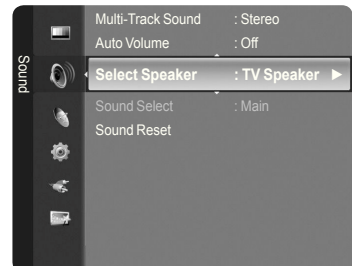 Sound
Multi-Track Sound : Stereo
Auto Volume : Off
Select Speaker : TV Speaker ►
Sound Select : Main
Sound Reset